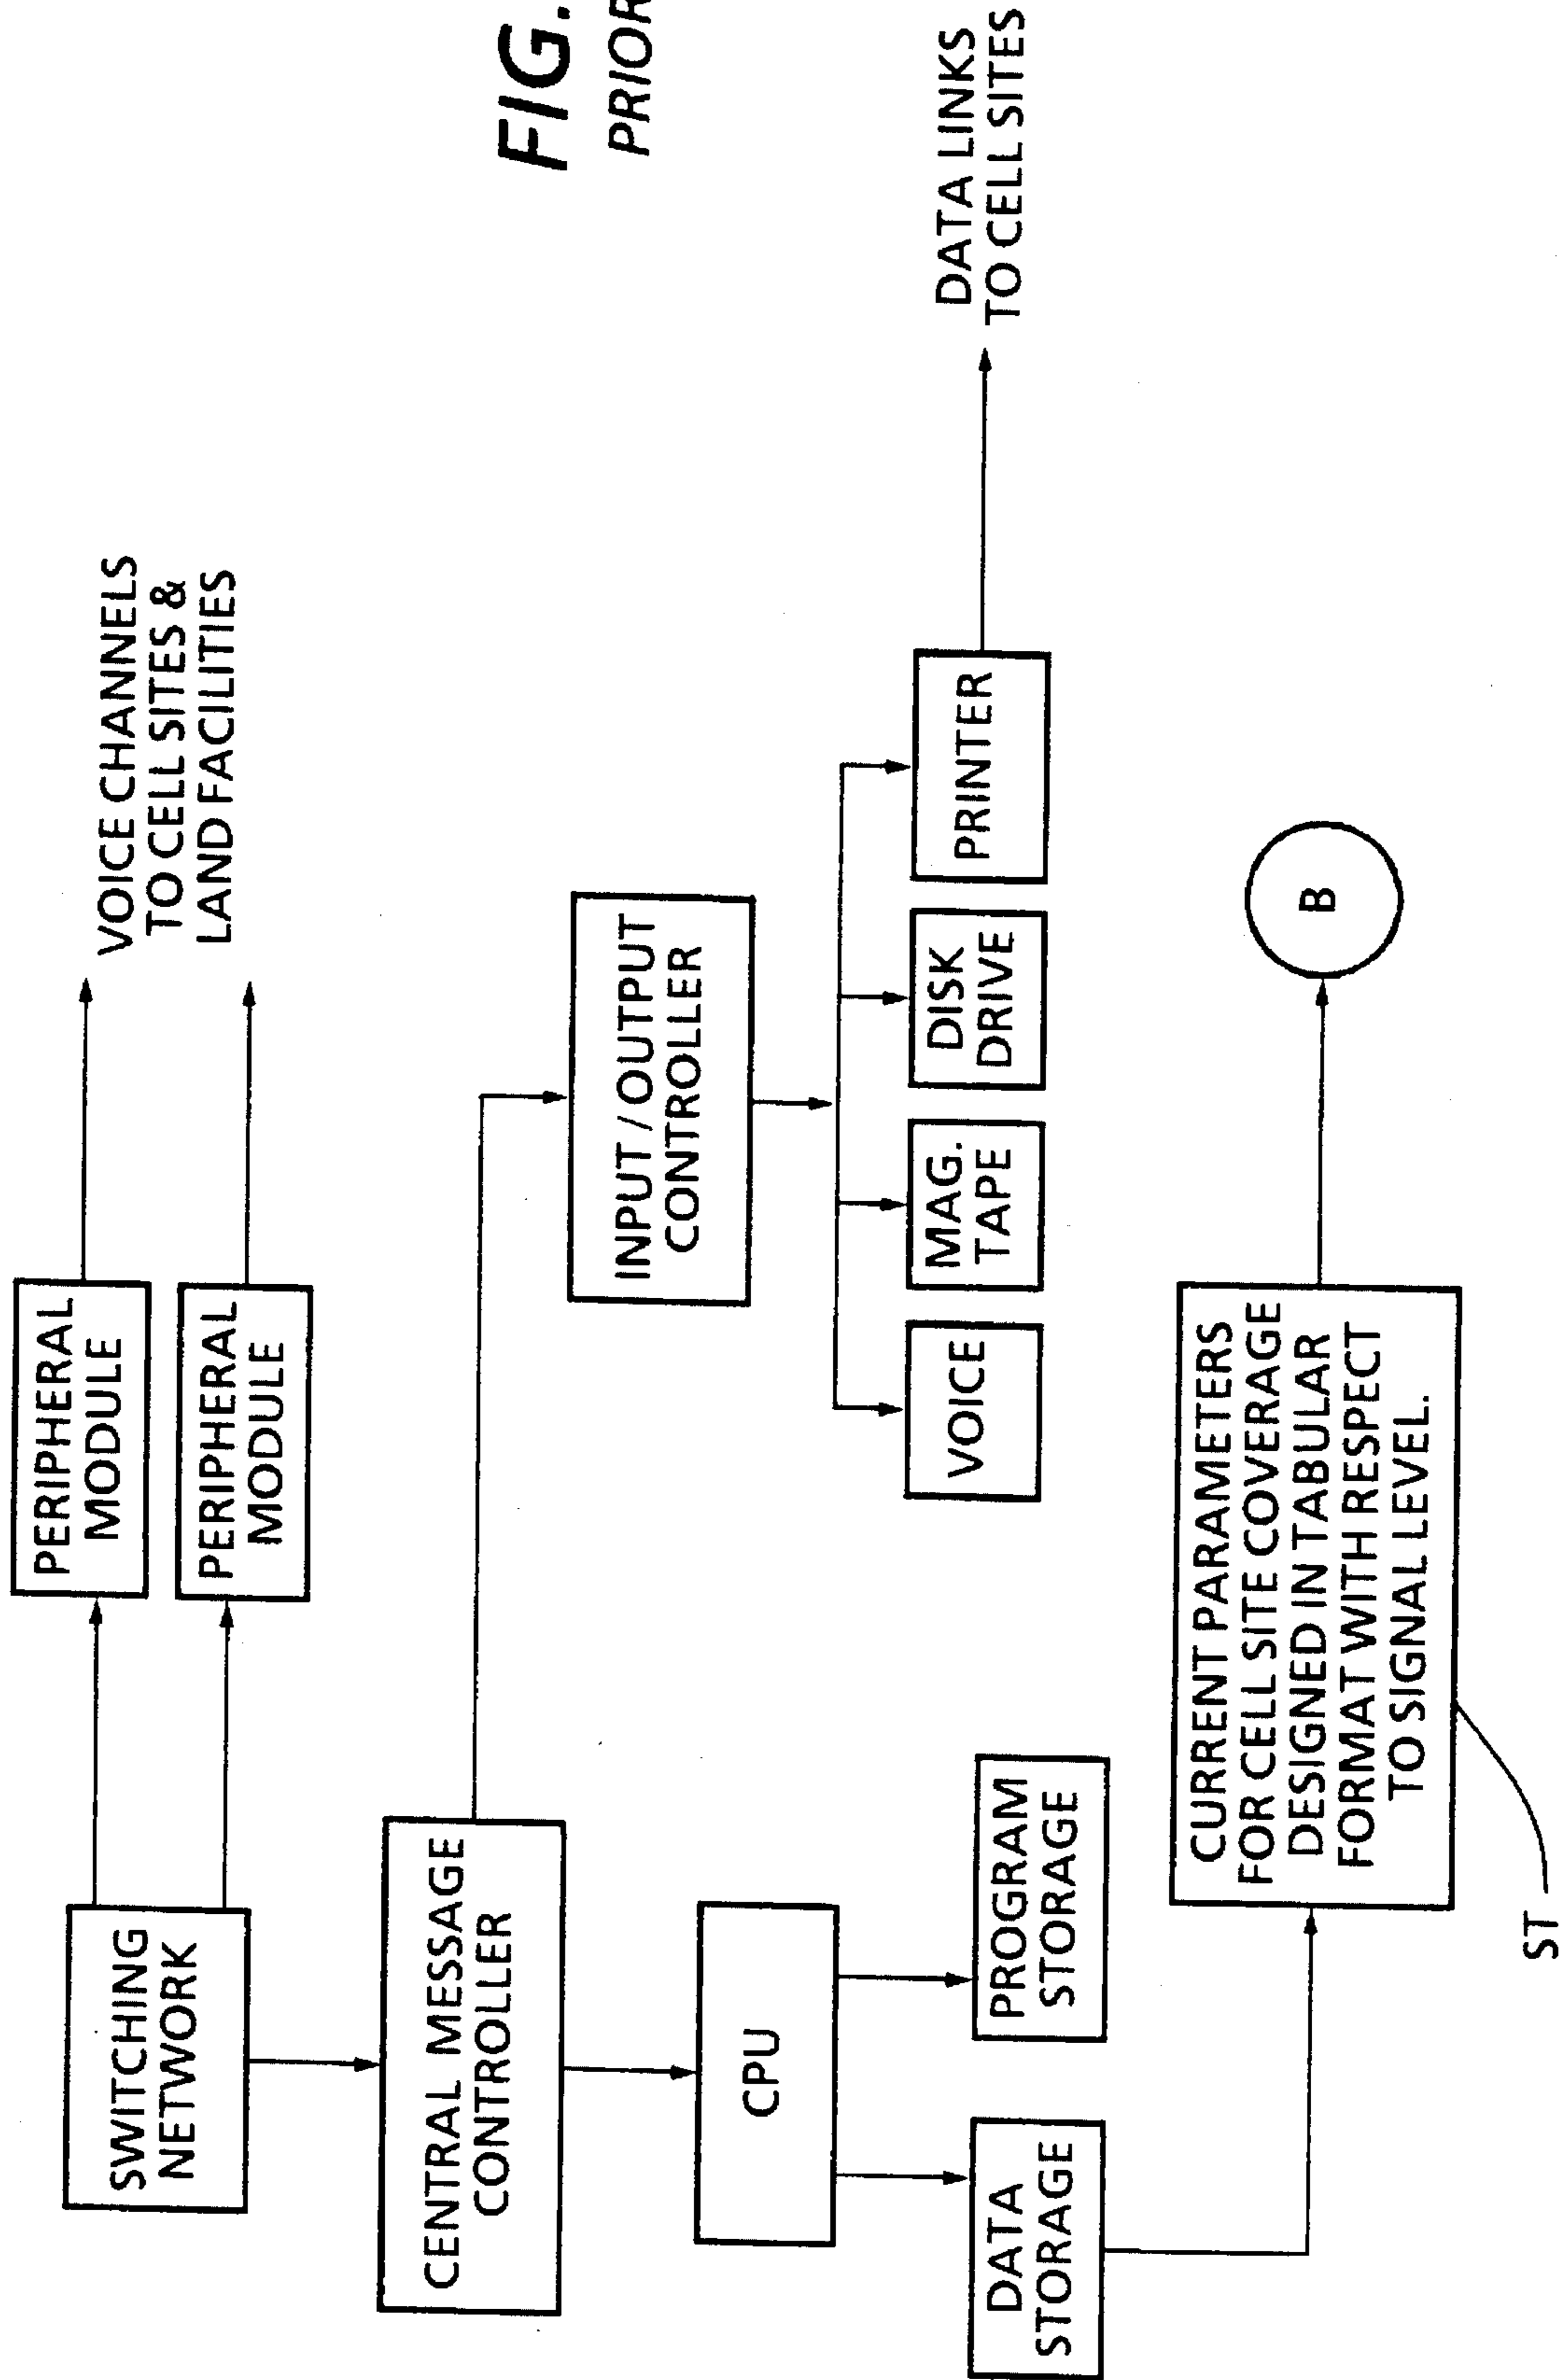 FIG.
PRIOR
PERIPHERAL
MODULE
VOICE CHANNELS
TO CELL SITES &
LAND FACILITIES
SWITCHING
NETWORK
PERIPHERAL
MODULE
CENTRAL MESSAGE
CONTROLLER
INPUT / OUTPUT
CONTROLLER
CPU
VOICE
MAG.
TAPE
DISK
DRIVE
PRINTER
DATA LINKS
TO CELL SITES
DATA
STORAGE
PROGRAM
STORAGE
CURRENT PARAMETERS
FOR CELL SITE COVERAGE
DESIGNED IN TABULAR
FORMAT WITH RESPECT
TO SIGNAL LEVEL.
B
ST